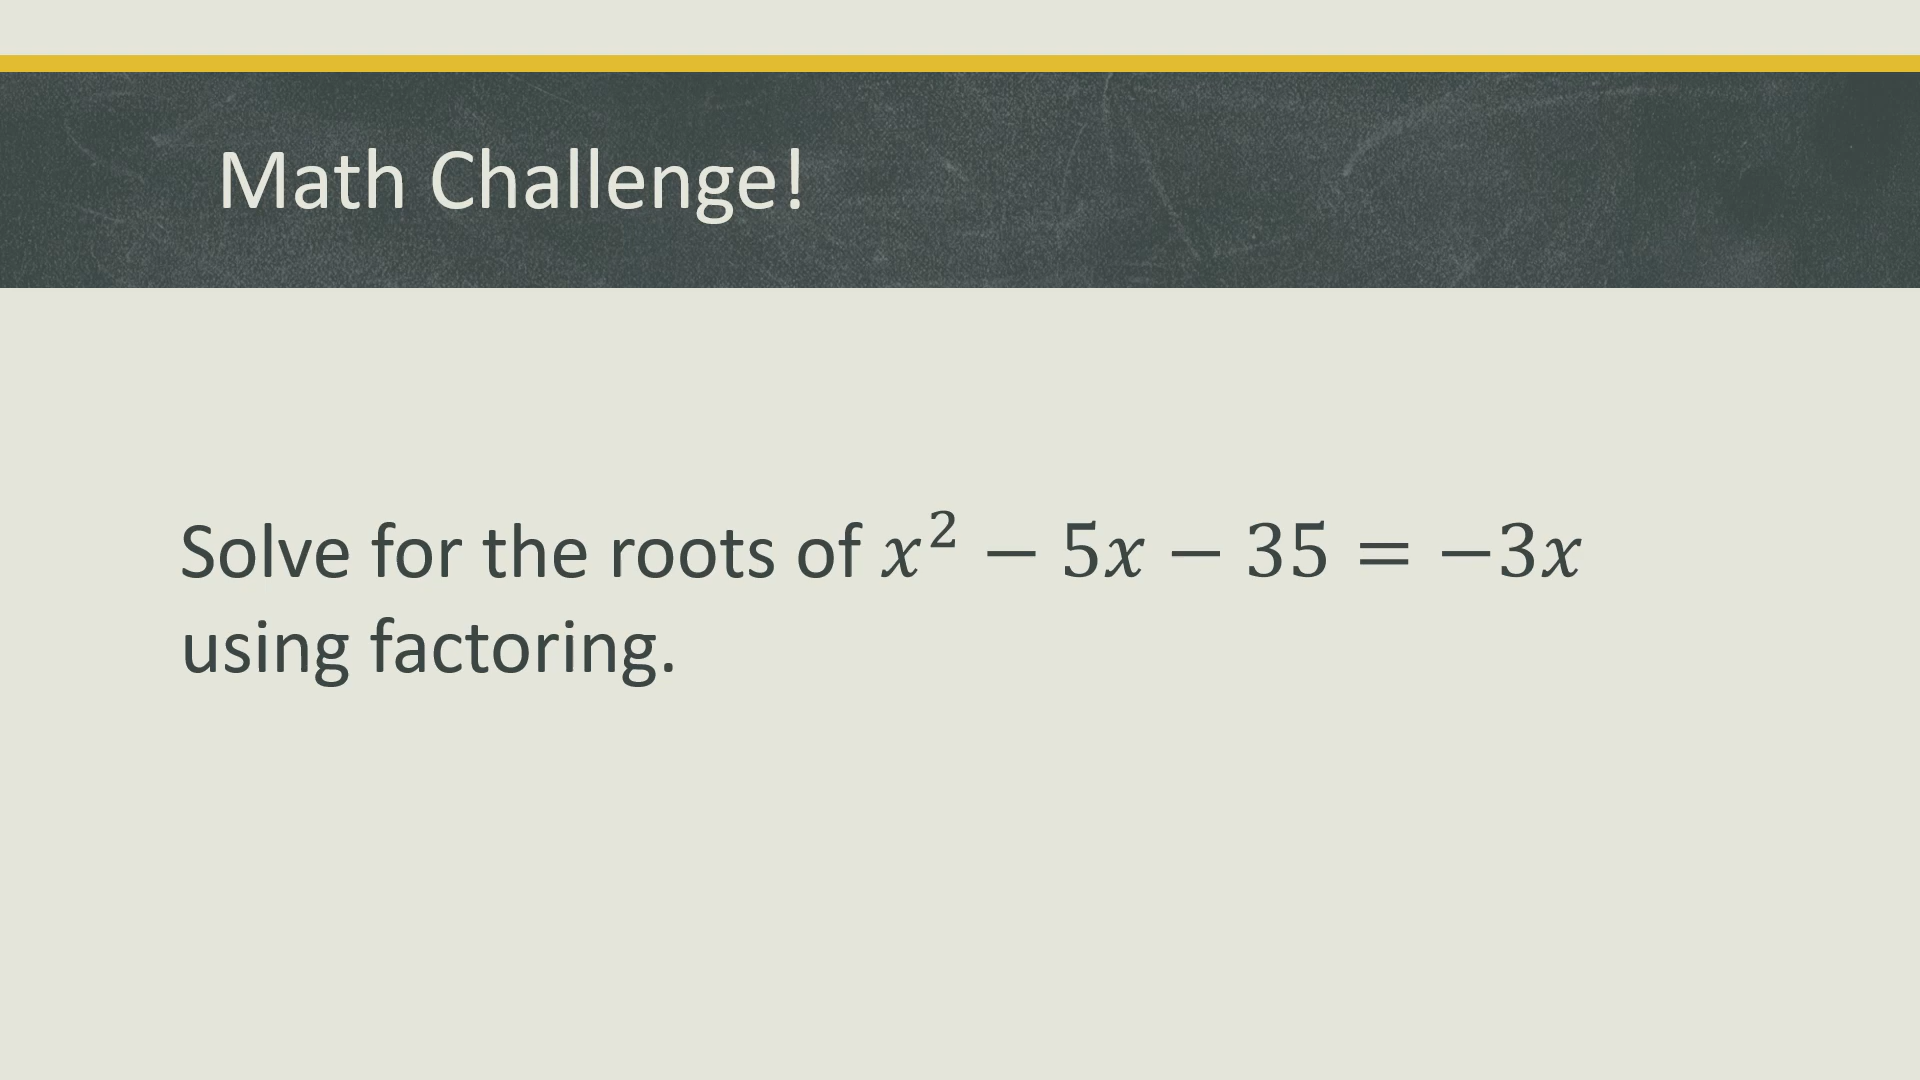 Math Challenge!
Solve for the roots of x² − 5x − 35 = −3x
using factoring.